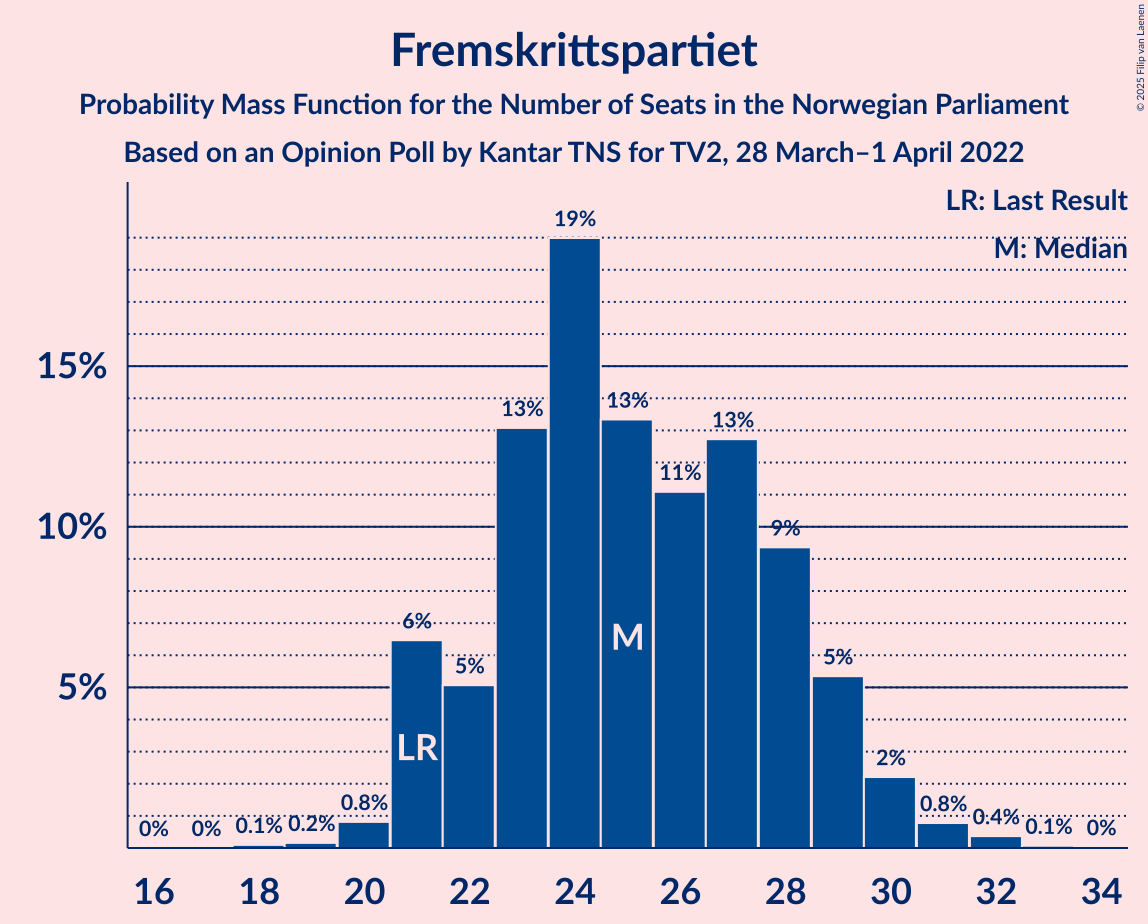 Fremskrittspartiet
Probability Mass Function for the Number of Seats in the Norwegian Parliament
Based on an Opinion Poll by Kantar TNS for TV2, 28 March–1 April 2022
© 2025 Filip van Laenen
LR: Last Result
M: Median
15%
10%
5%
0%
0%
0.1%
0.2%
0.8%
6%
5%
13%
19%
13%
11%
13%
9%
5%
2%
0.8%
0.4%
0.1%
0%
LR
M
16 18 20 22 24 26 28 30 32 34